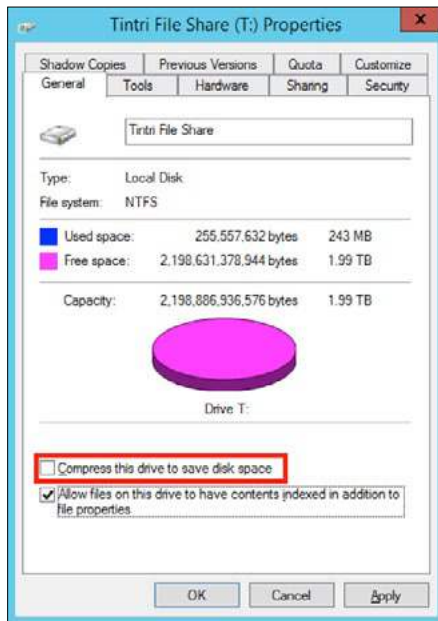 Tintri File Share (T:) Properties
x
Shadow Copies Previous Versions Quota Customize
General Tools Hardware Sharing Security
Tintri File Share
Type: Local Disk
File system: NTFS
Used space: 255,557,632 bytes 243 MB
Free space: 2,198,631,378,944 bytes 1.99 TB
Capacity: 2,198,886,936,576 bytes 1.99 TB
Drive T:
Compress this drive to save disk space
Allow files on this drive to have contents indexed in addition to
file properties
OK Cancel Apply